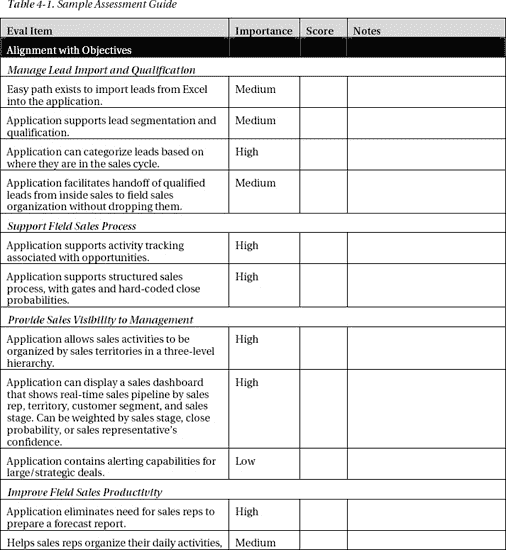 Table 4-1. Sample Assessment Guide
Eval Item Importance Score Notes
Alignment with Objectives
Manage Lead Import and Qualification
Easy path exists to import leads from Excel Medium
into the application.
Application supports lead segmentation and Medium
qualification.
Application can categorize leads based on High
where they are in the sales cycle.
Application facilitates handoff of qualified Medium
leads from inside sales to field sales
organization without dropping them.
Support Field Sales Process
Application supports activity tracking High
associated with opportunities.
Application supports structured sales High
process, with gates and hard-coded close
probabilities.
Provide Sales Visibility to Management
Application allows sales activities to be High
organized by sales territories in a three-level
hierarchy.
Application can display a sales dashboard High
that shows real-time sales pipeline by sales
rep, territory, customer segment, and sales
stage. Can be weighted by sales stage, close
probability, or sales representative's
confidence.
Application contains alerting capabilities for Low
large/strategic deals.
Improve Field Sales Productivity
Application eliminates need for sales reps to High
prepare a forecast report.
Helps sales reps organize their daily activities, Medium